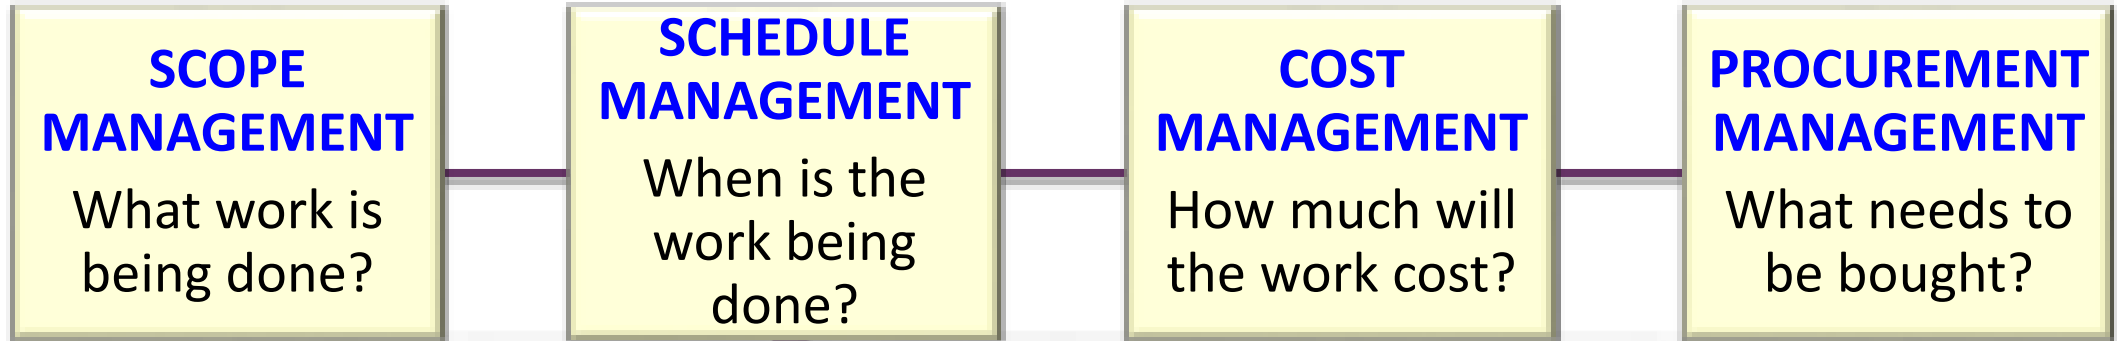 SCOPE
MANAGEMENT
What work is
being done?
SCHEDULE
MANAGEMENT
When is the
work being
done?
COST
MANAGEMENT
How much will
the work cost?
PROCUREMENT
MANAGEMENT
What needs to
be bought?